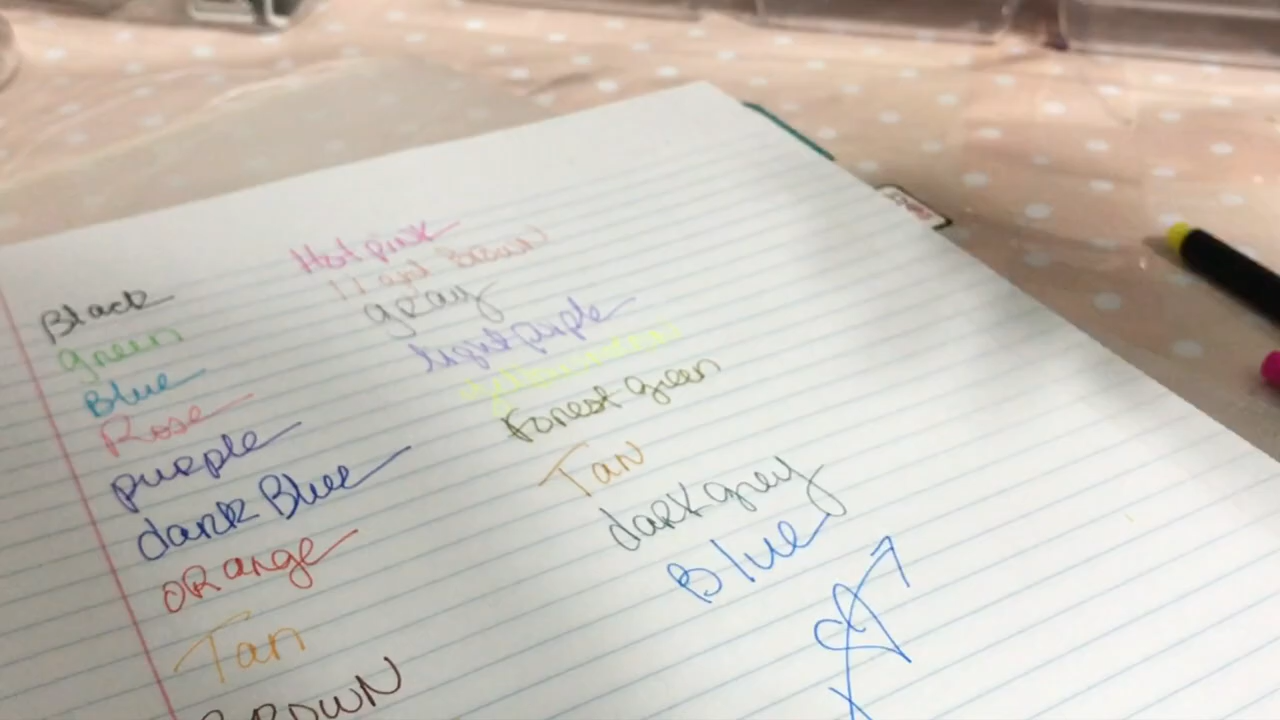 Black
green
Blue
Rose
purple
dark Blue
ORange
Tan
BROWN
Hot pink
gray
light purple
Forest green
Tan
dark grey
Blue